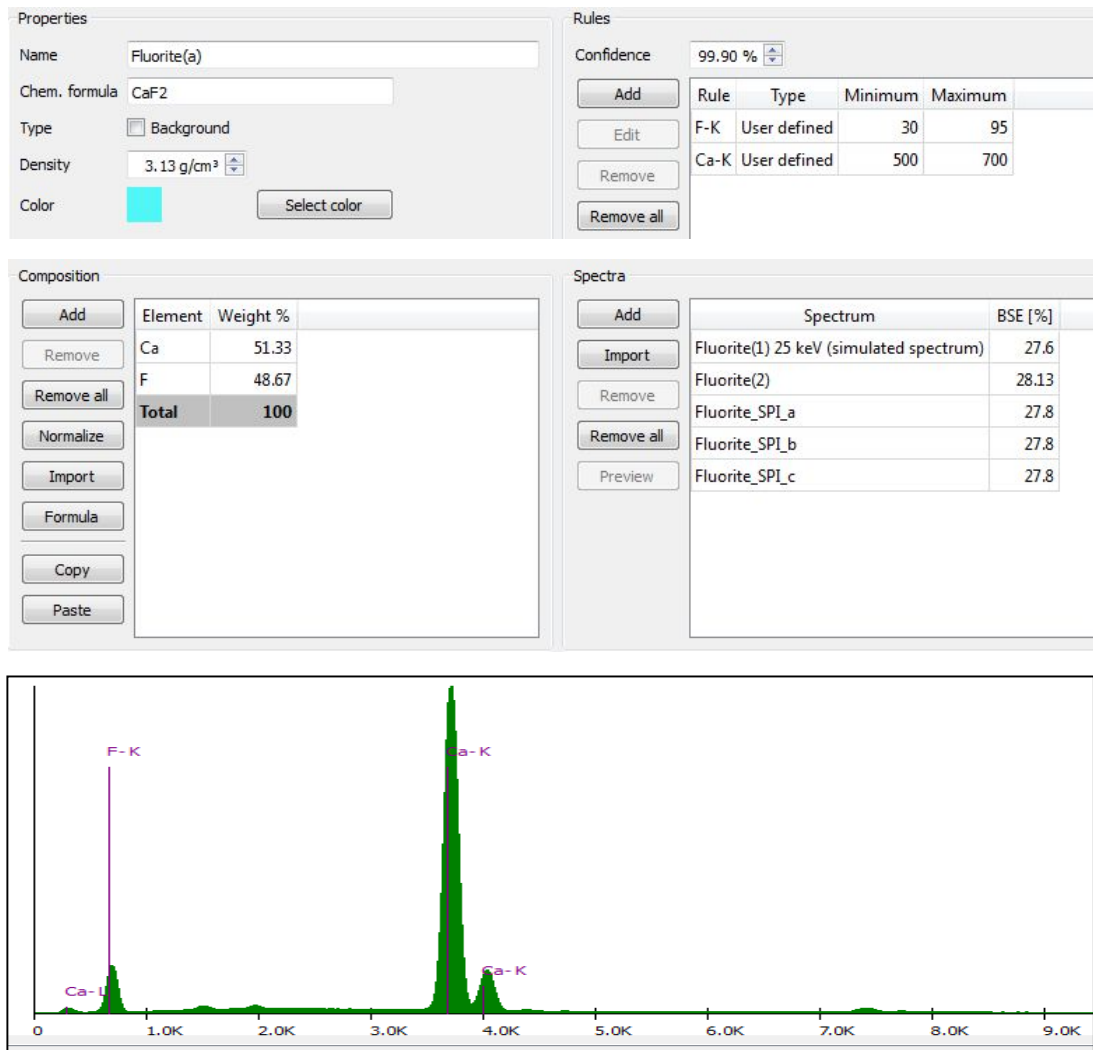 Properties
Name Fluorite(a)
Chem. formula CaF2
Type Background
Density 3.13 g/cm³
Color Select color
Rules
Confidence 99.90 %
Add
Edit
Remove
Remove all
Rule Type Minimum Maximum
F-K User defined 30 95
Ca-K User defined 500 700
Composition
Add
Remove
Remove all
Normalize
Import
Formula
Copy
Paste
Element Weight %
Ca 51.33
F 48.67
Total 100
Spectra
Add
Import
Remove
Remove all
Preview
Spectrum BSE [%]
Fluorite(1) 25 keV (simulated spectrum) 27.6
Fluorite(2) 28.13
Fluorite_SPI_a 27.8
Fluorite_SPI_b 27.8
Fluorite_SPI_c 27.8
F-K Ca-K
Ca-K
Ca-L
0 1.0K 2.0K 3.0K 4.0K 5.0K 6.0K 7.0K 8.0K 9.0K